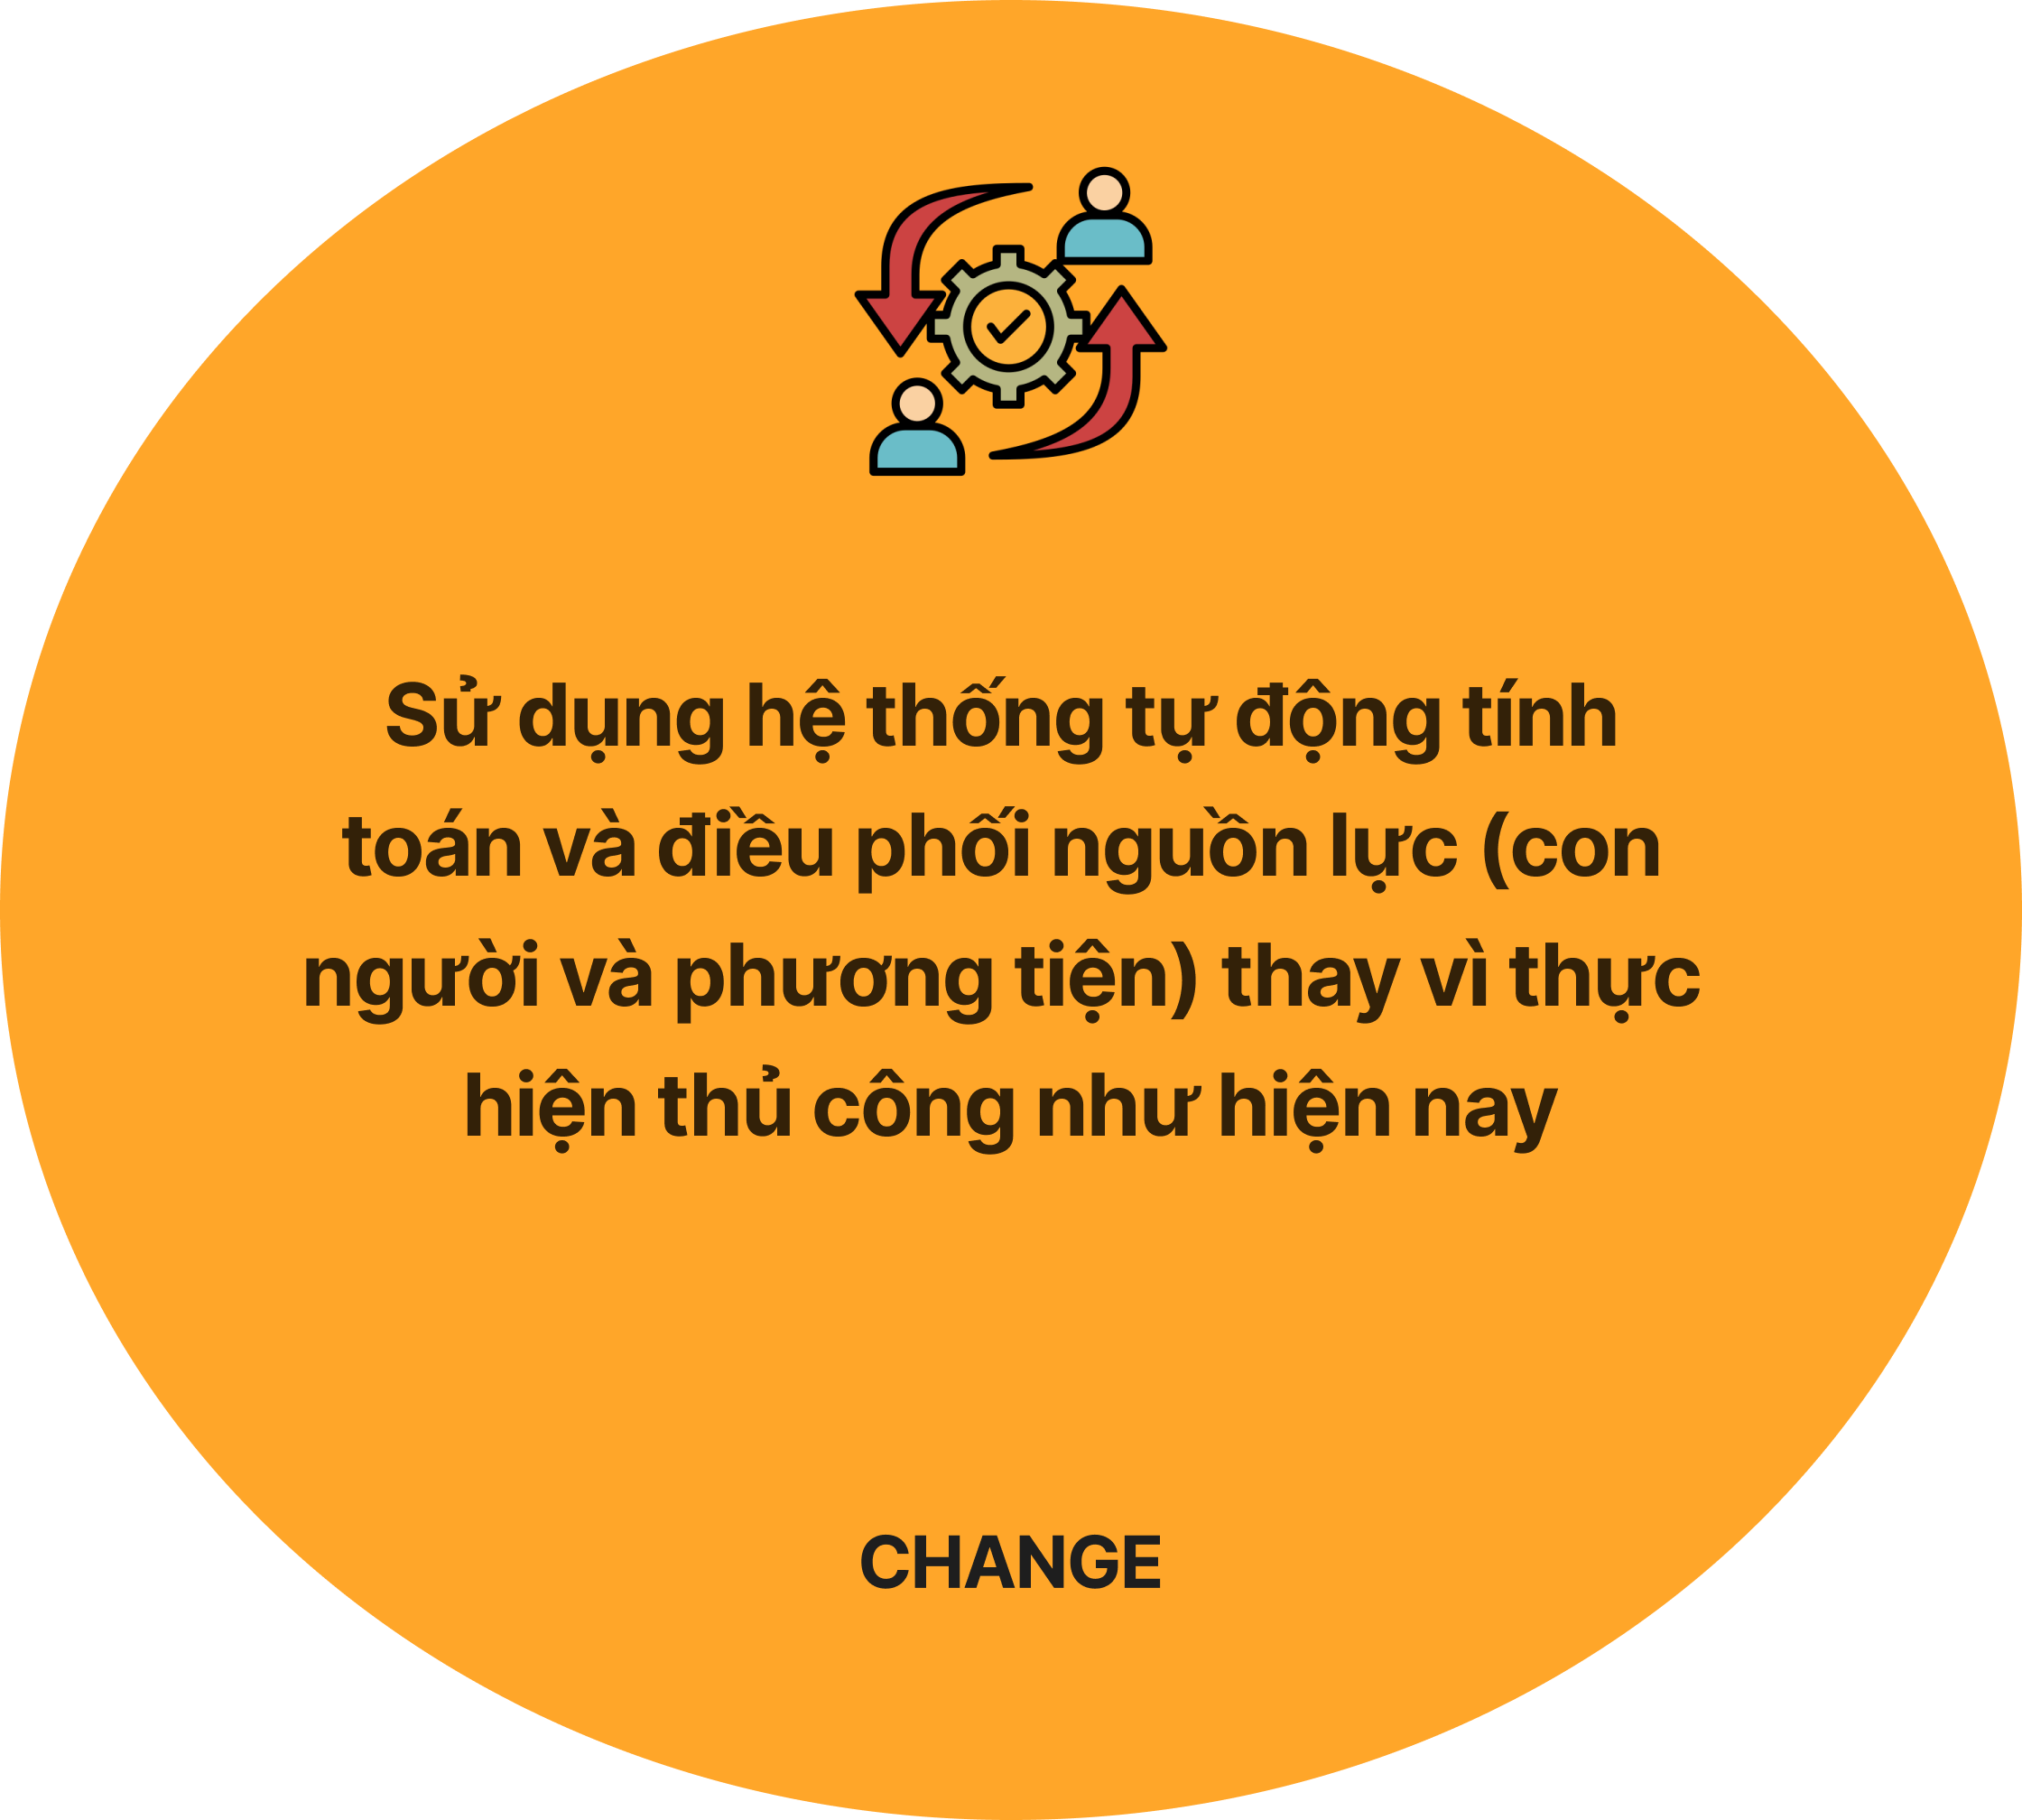 Sử dụng hệ thống tự động tính
toán và điều phối nguồn lực (con
người và phương tiện) thay vì thực
hiện thủ công như hiện nay
CHANGE